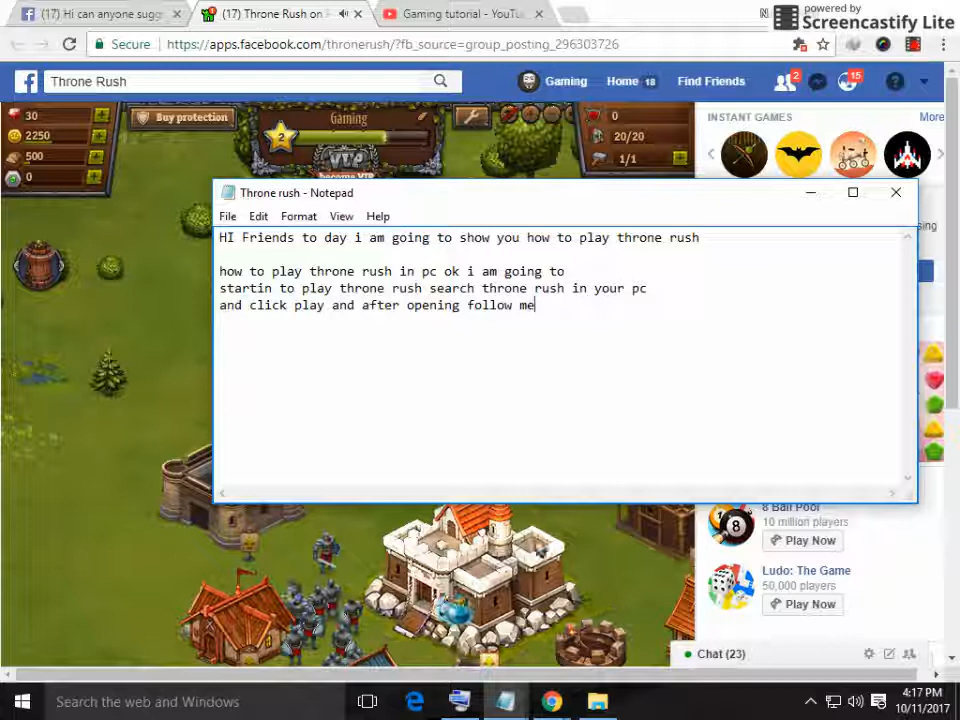 (17) Hi can anyone sugg
(17) Throne Rush on
Gaming tutorial - YouTu
powered by
Screencastify Lite
Secure
https://apps.facebook.com/thronerush/?fb_source=group_posting_296303726
Throne Rush
Gaming
Home 18
Find Friends
2
15
30
2250
500
0
Buy protection
Gaming
2
VIP
become VIP
0
20/20
1/1
INSTANT GAMES
More
Throne rush - Notepad
File Edit Format View Help
HI Friends to day i am going to show you how to play throne rush
how to play throne rush in pc ok i am going to
startin to play throne rush search throne rush in your pc
and click play and after opening follow me
8 Ball Pool
10 million players
Play Now
Ludo: The Game
50,000 players
Play Now
Chat (23)
Search the web and Windows
4:17 PM
10/11/2017